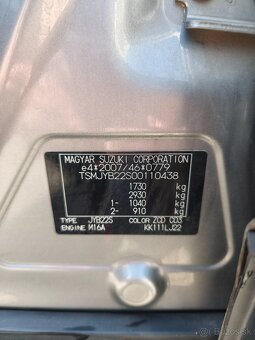 MAGYAR SUZUKI CORPORATION
e4*2007/46*0779
TSMJYB22S00110438
1730 kg
2930 kg
1- 1040 kg
2- 910 kg
TYPE JYB22S COLOR ZCD C03
ENGINE M16A KK111LJ22